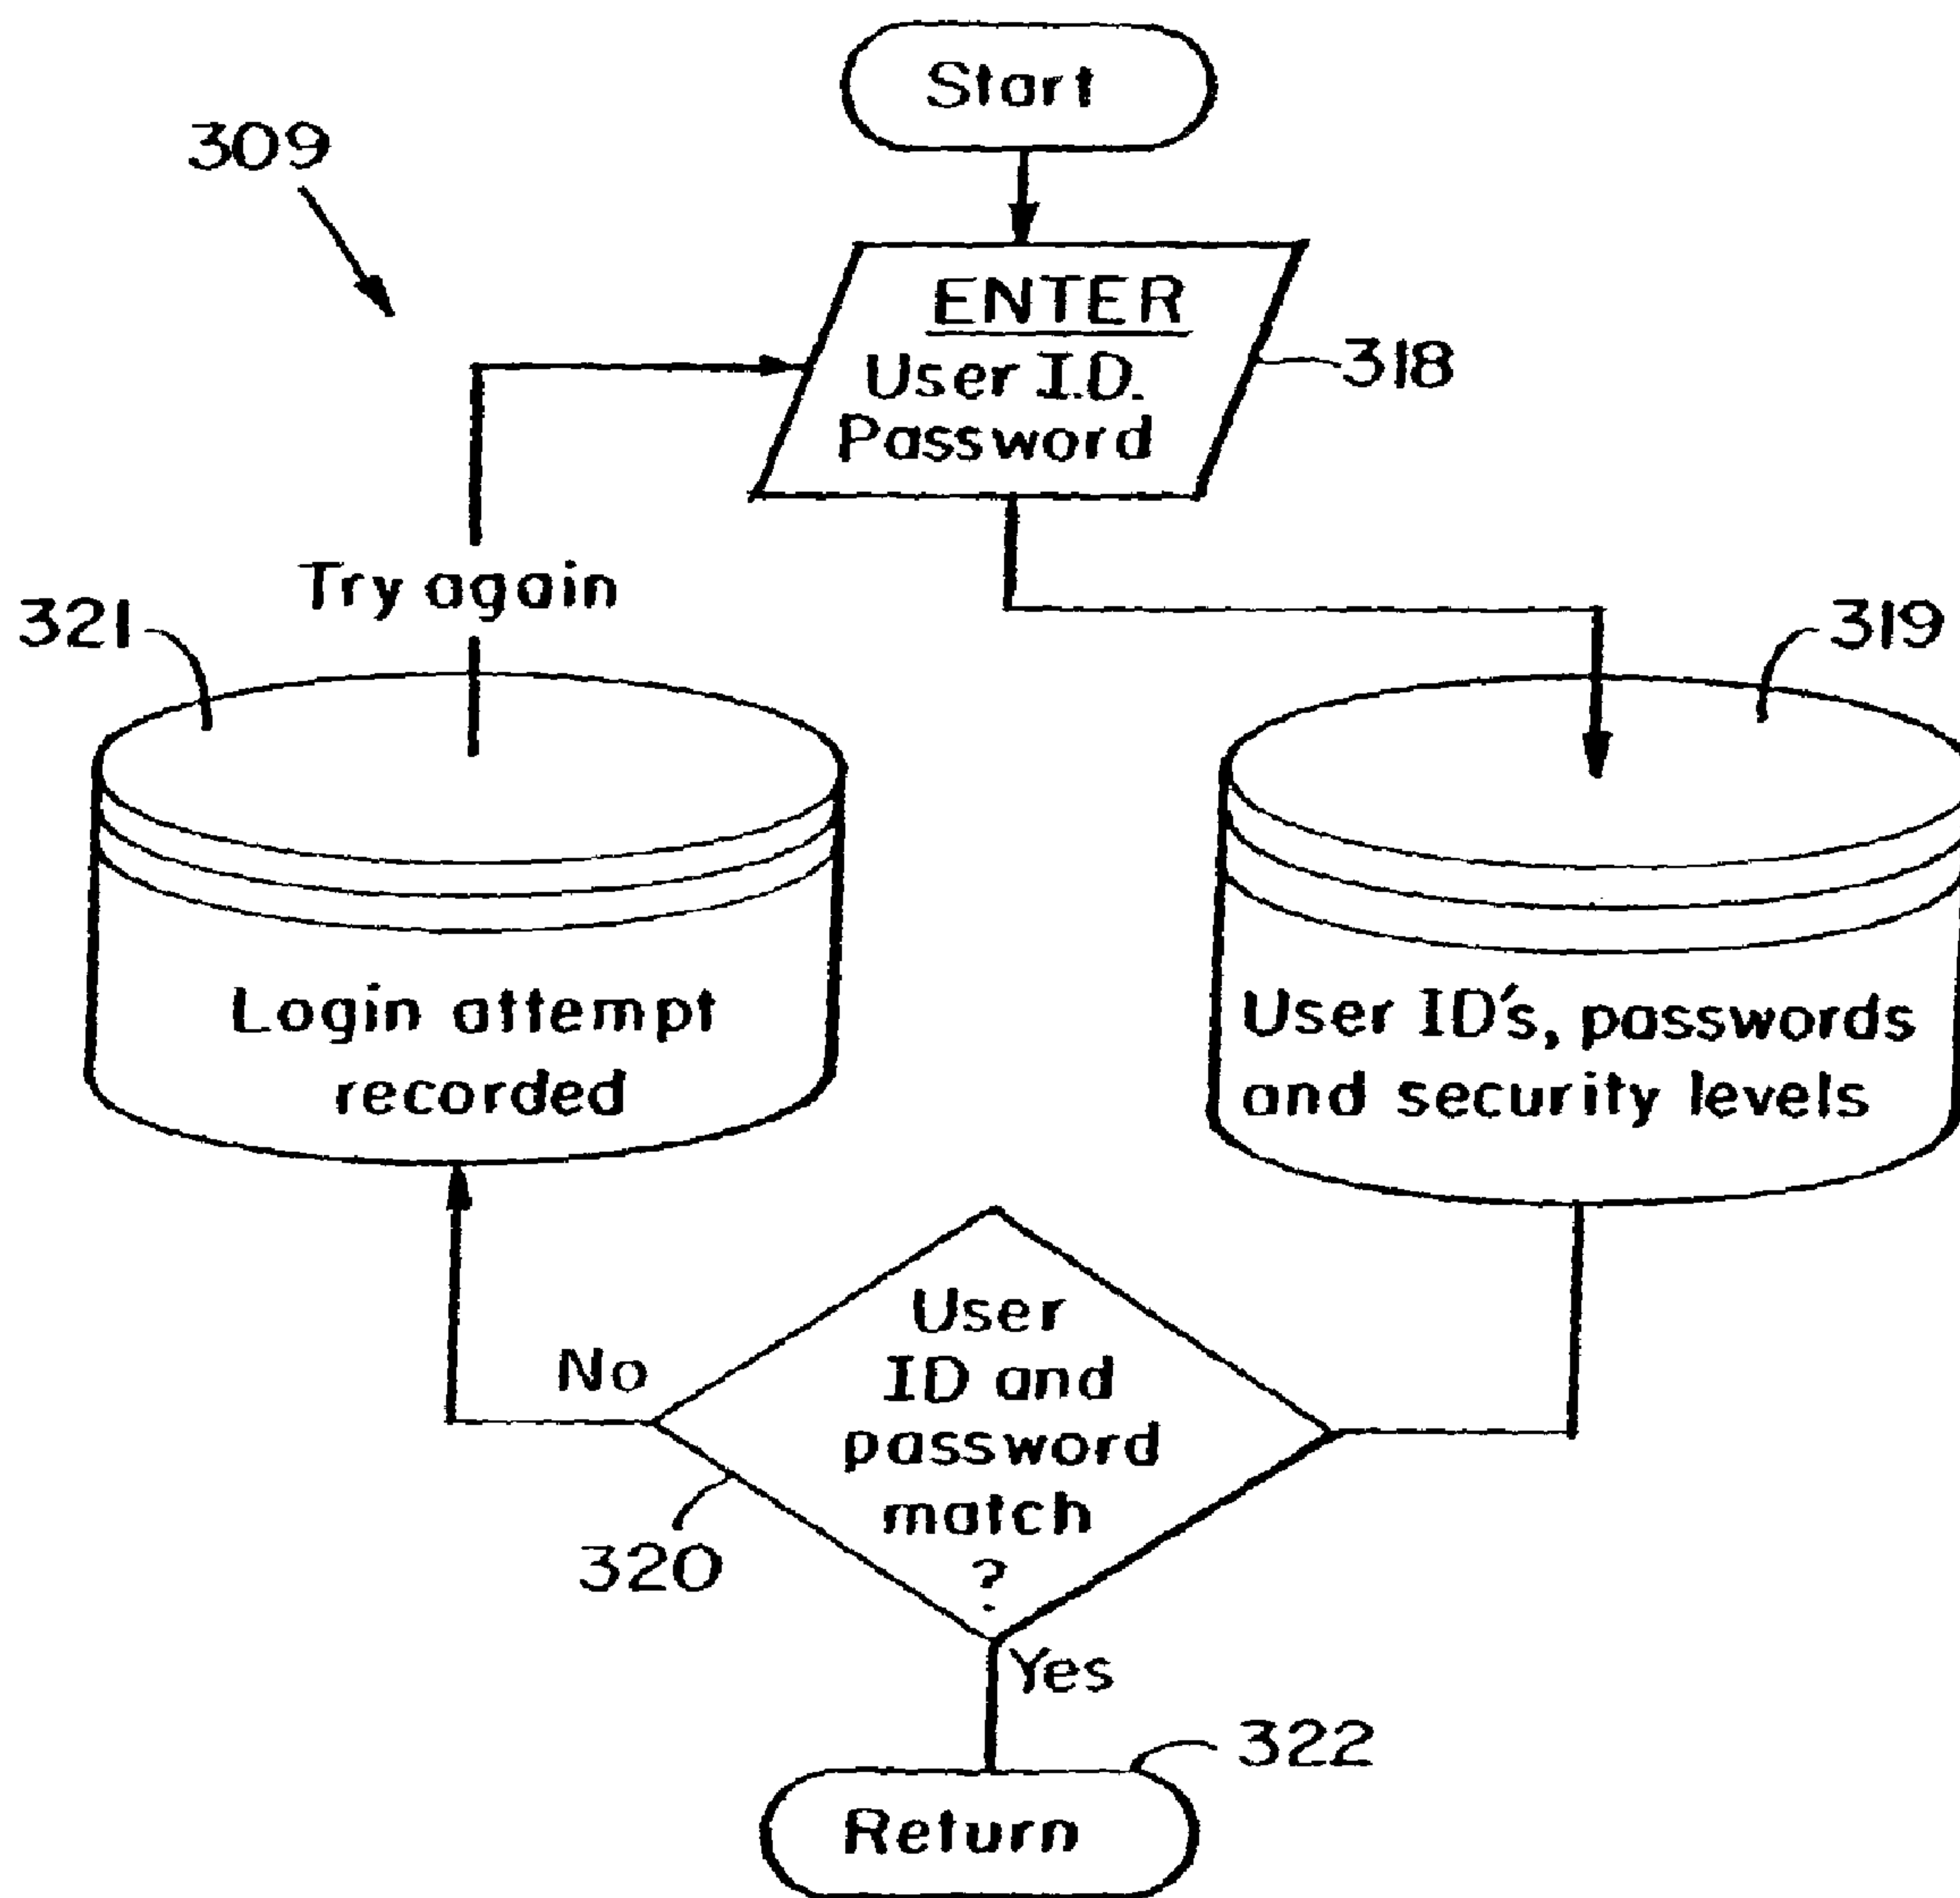 Start
309
ENTER
User I.D.
Password
318
Try again
321
319
Login attempt
recorded
User ID's, passwords
and security levels
User
ID and
password
match
?
No
320
Yes
322
Return